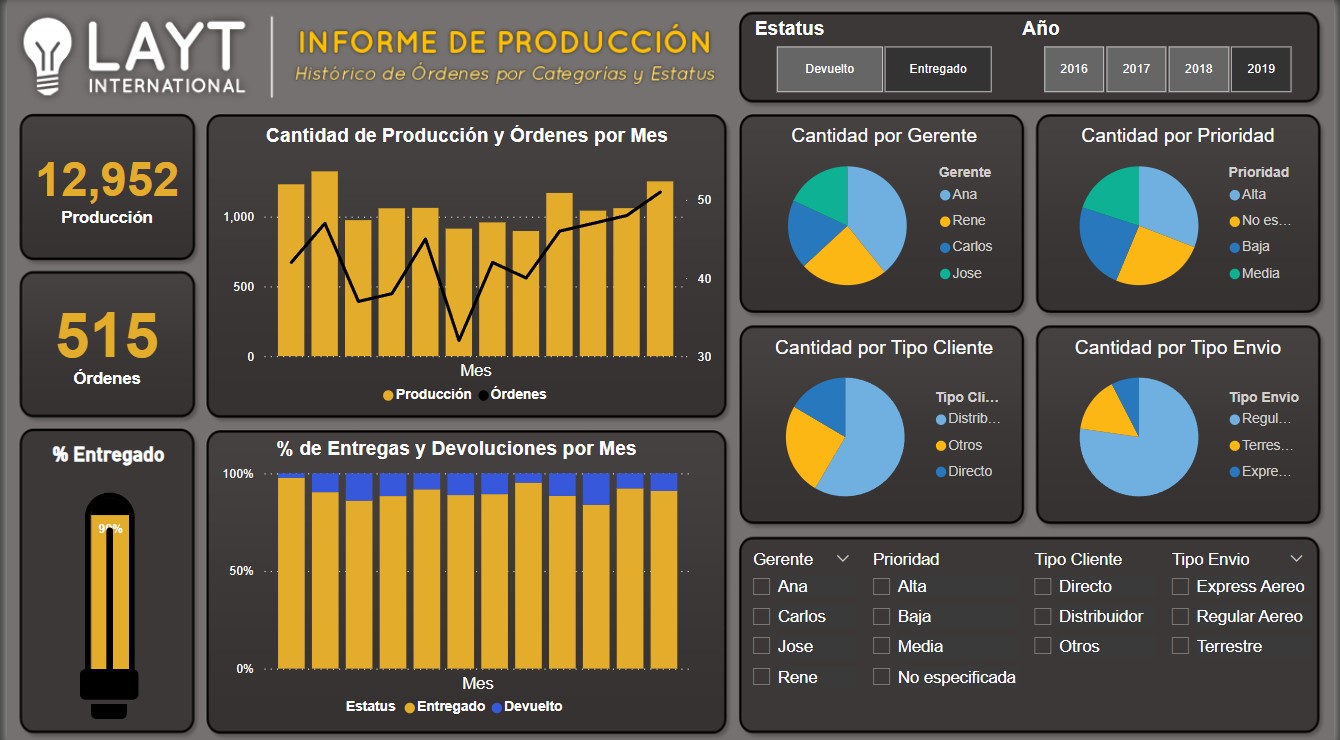 LAYT
INTERNATIONAL
INFORME DE PRODUCCIÓN
Histórico de Órdenes por Categorías y Estatus
Estatus
Devuelto
Entregado
Año
2016
2017
2018
2019
12,952
Producción
515
Órdenes
% Entregado
Cantidad de Producción y Órdenes por Mes
1,000
500
0
50
40
30
Mes
Producción
Órdenes
% de Entregas y Devoluciones por Mes
100%
50%
0%
Mes
Estatus
Entregado
Devuelto
Cantidad por Gerente
Gerente
Ana
Rene
Carlos
Jose
Cantidad por Prioridad
Prioridad
Alta
No es...
Baja
Media
Cantidad por Tipo Cliente
Tipo Cli...
Distrib...
Otros
Directo
Cantidad por Tipo Envio
Tipo Envio
Regul...
Terres...
Expre...
Gerente
Ana
Carlos
Jose
Rene
Prioridad
Alta
Baja
Media
No especificada
Tipo Cliente
Directo
Distribuidor
Otros
Tipo Envio
Express Aereo
Regular Aereo
Terrestre